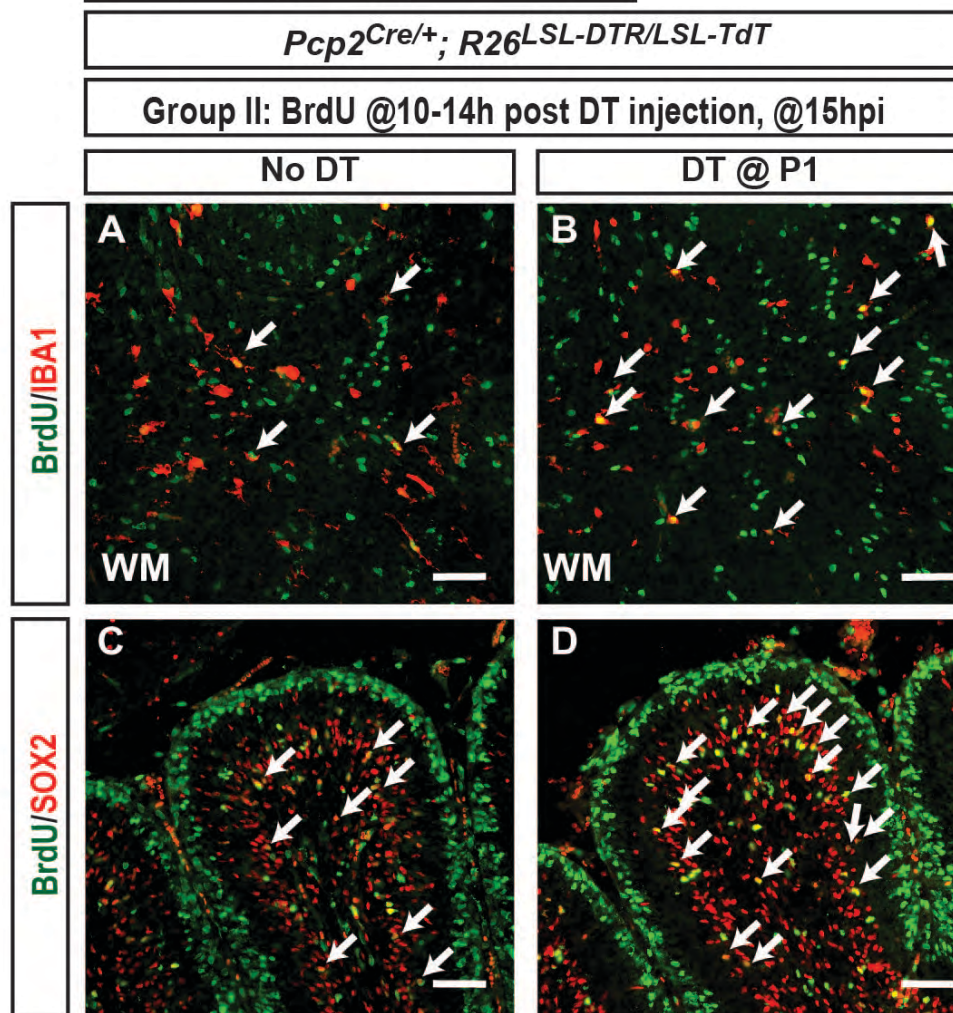 Pcp2Cre/+; R26LSL-DTR/LSL-TdT
Group II: BrdU @10-14h post DT injection, @15hpi
No DT
DT @ P1
BrdU/IBA1
A
B
WM
WM
BrdU/SOX2
C
D